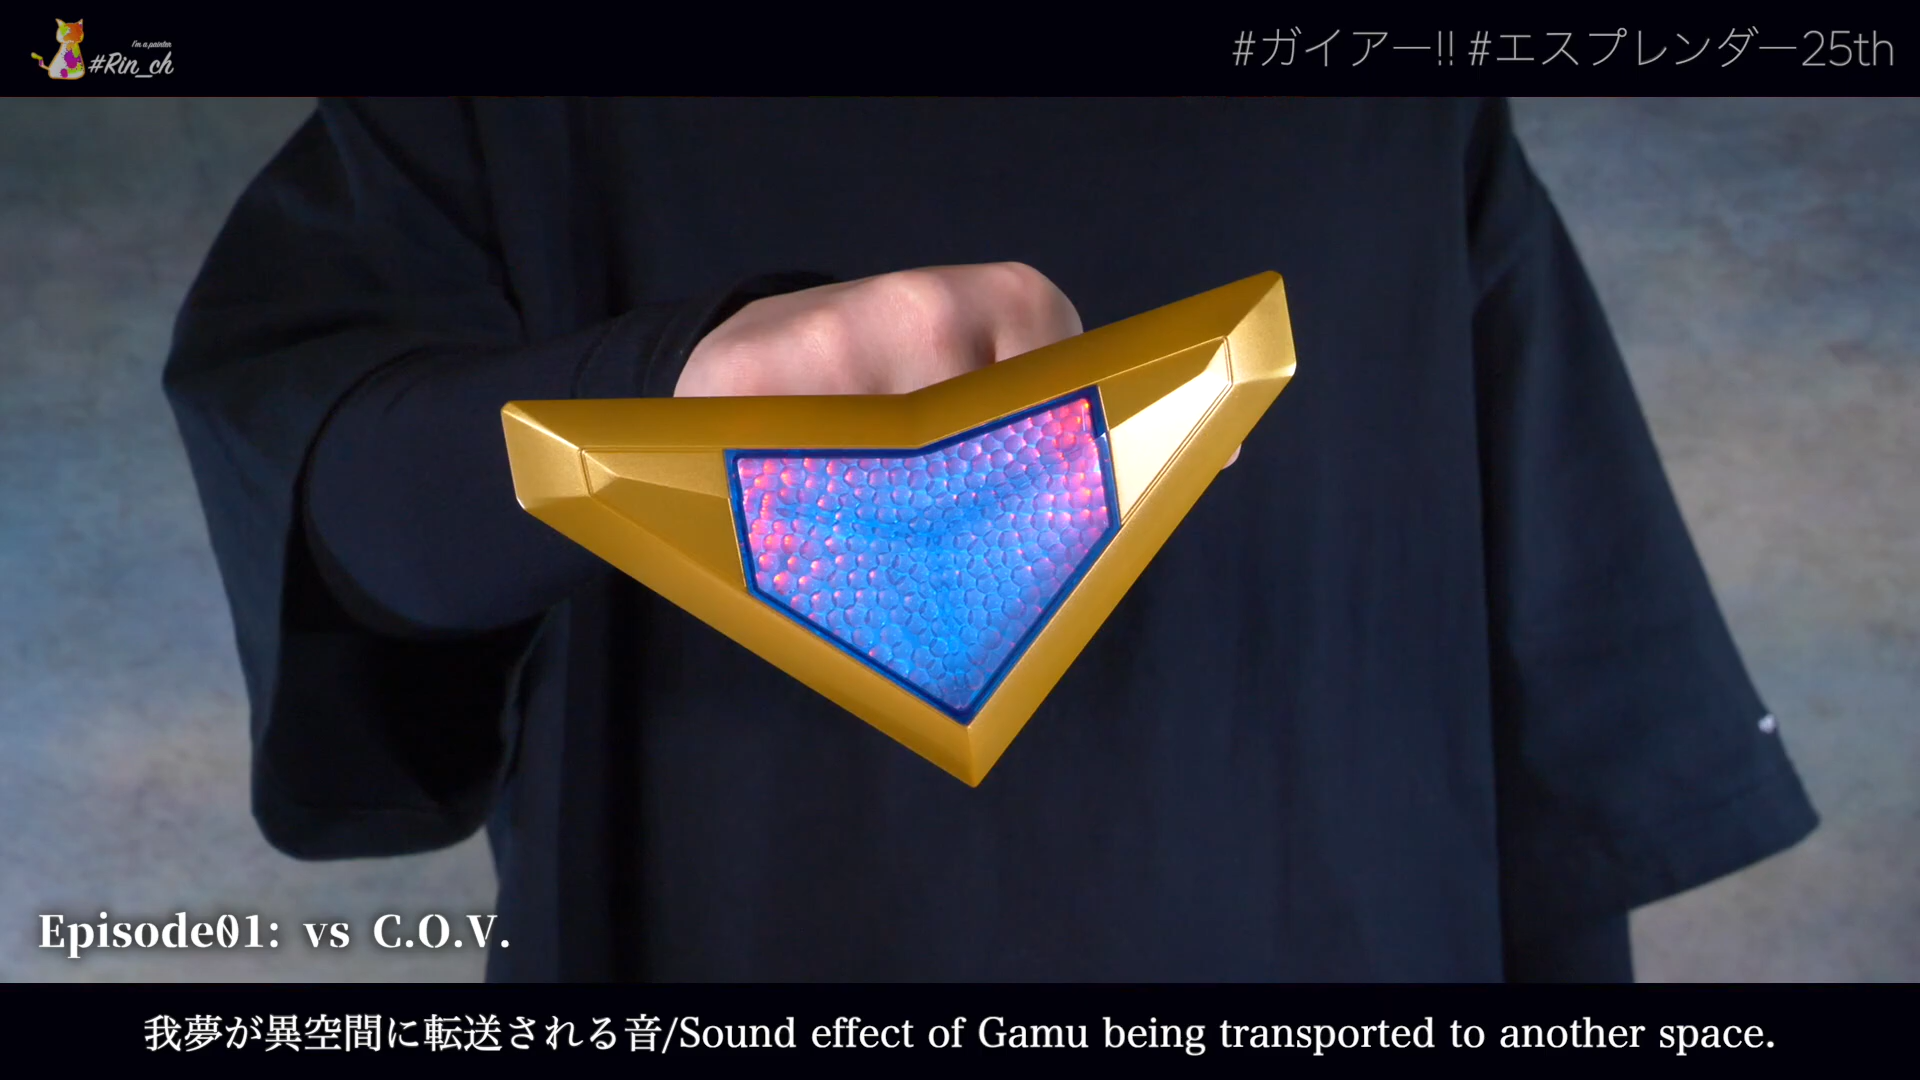 I'm a painter
#Rin_ch
#ガイアー!! #エスプレンダー25th
Episode01: vs C.O.V.
我夢が異空間に転送される音/Sound effect of Gamu being transported to another space.